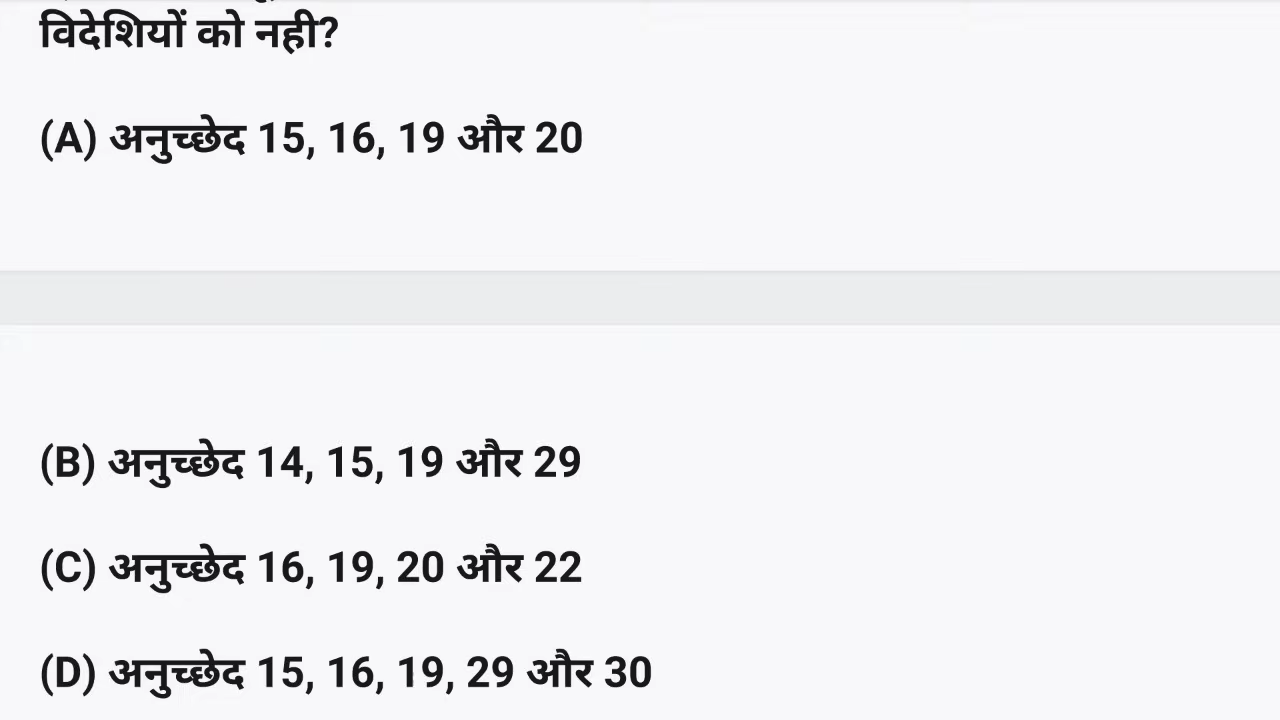 विदेशियों को नही?
(A) अनुच्छेद 15, 16, 19 और 20
(B) अनुच्छेद 14, 15, 19 और 29
(C) अनुच्छेद 16, 19, 20 और 22
(D) अनुच्छेद 15, 16, 19, 29 और 30